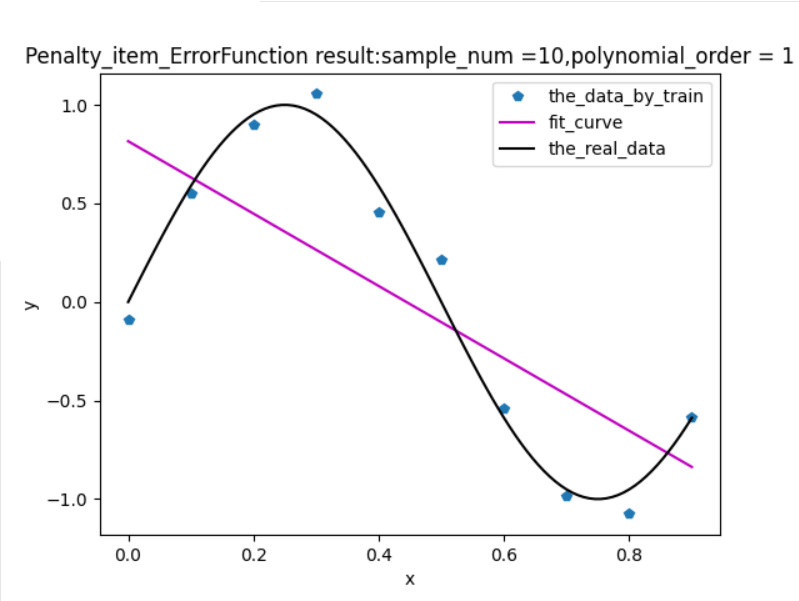 Penalty_item_ErrorFunction result:sample_num =10,polynomial_order = 1
the_data_by_train
fit_curve
the_real_data
1.0
0.5
0.0
−0.5
−1.0
y
0.0 0.2 0.4 0.6 0.8
x